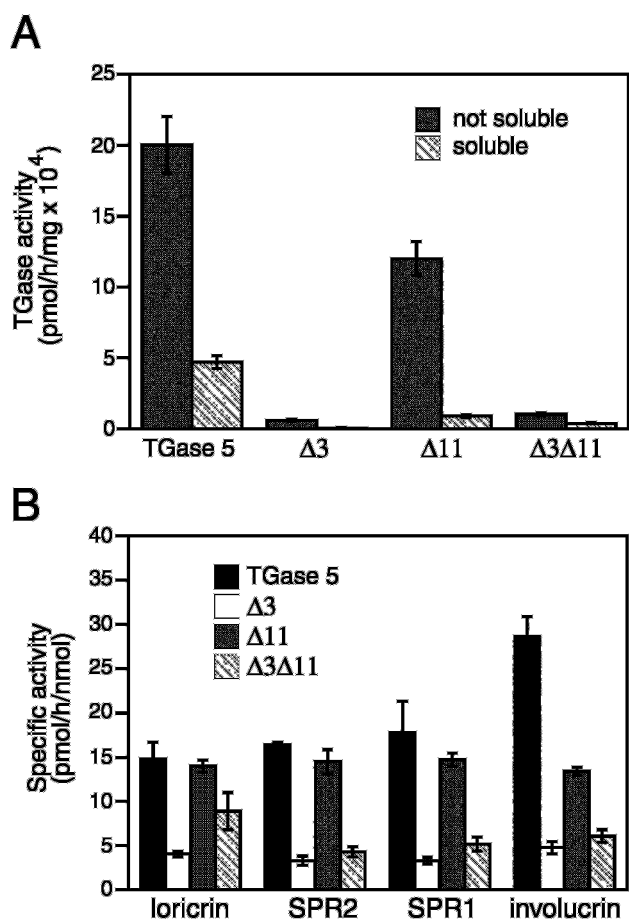 A
25
20
15
10
5
0
TGase activity
(pmol/h/mg x 10⁴)
not soluble
soluble
TGase 5
Δ3
Δ11
Δ3Δ11
B
40
35
30
25
20
15
10
5
0
Specific activity
(pmol/h/nmol)
TGase 5
Δ3
Δ11
Δ3Δ11
loricrin
SPR2
SPR1
involucrin